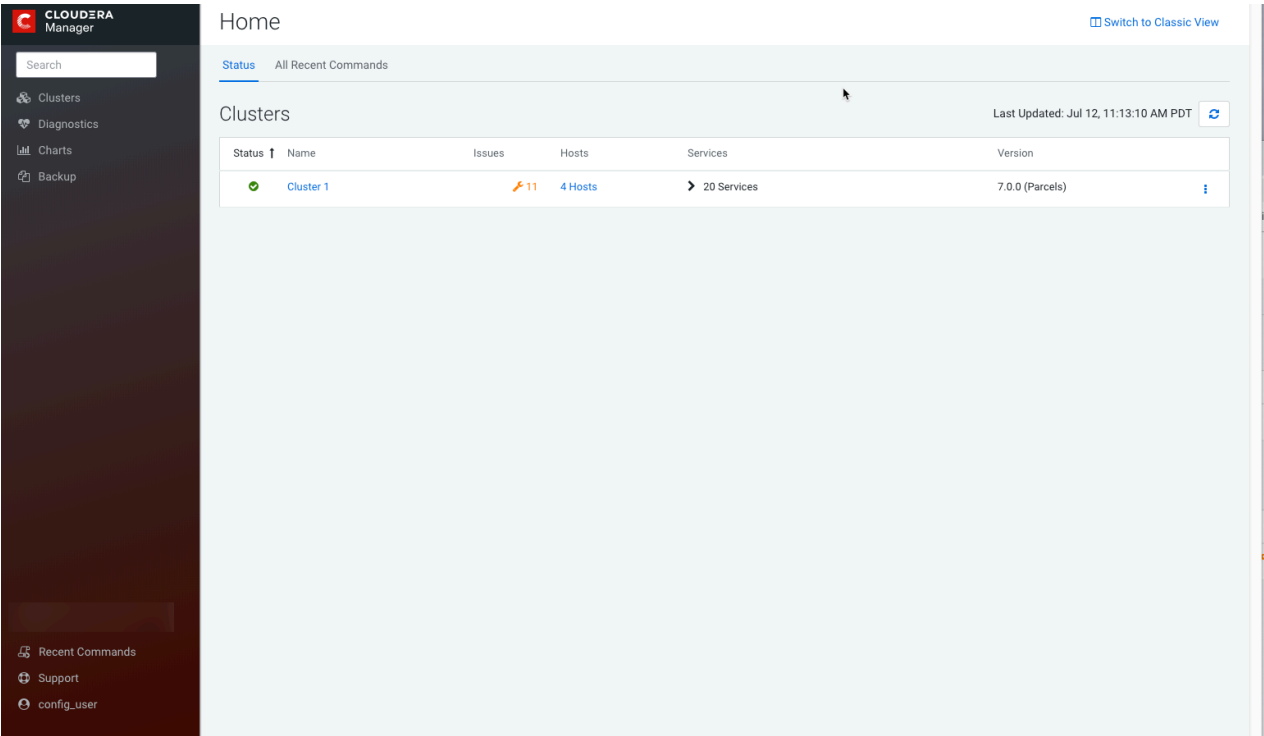 CLOUDERA
Manager
Search
Clusters
Diagnostics
Charts
Backup
Recent Commands
Support
config_user
Home
Switch to Classic View
Status All Recent Commands
Clusters
Last Updated: Jul 12, 11:13:10 AM PDT
Status Name Issues Hosts Services Version
Cluster 1 11 4 Hosts 20 Services 7.0.0 (Parcels)